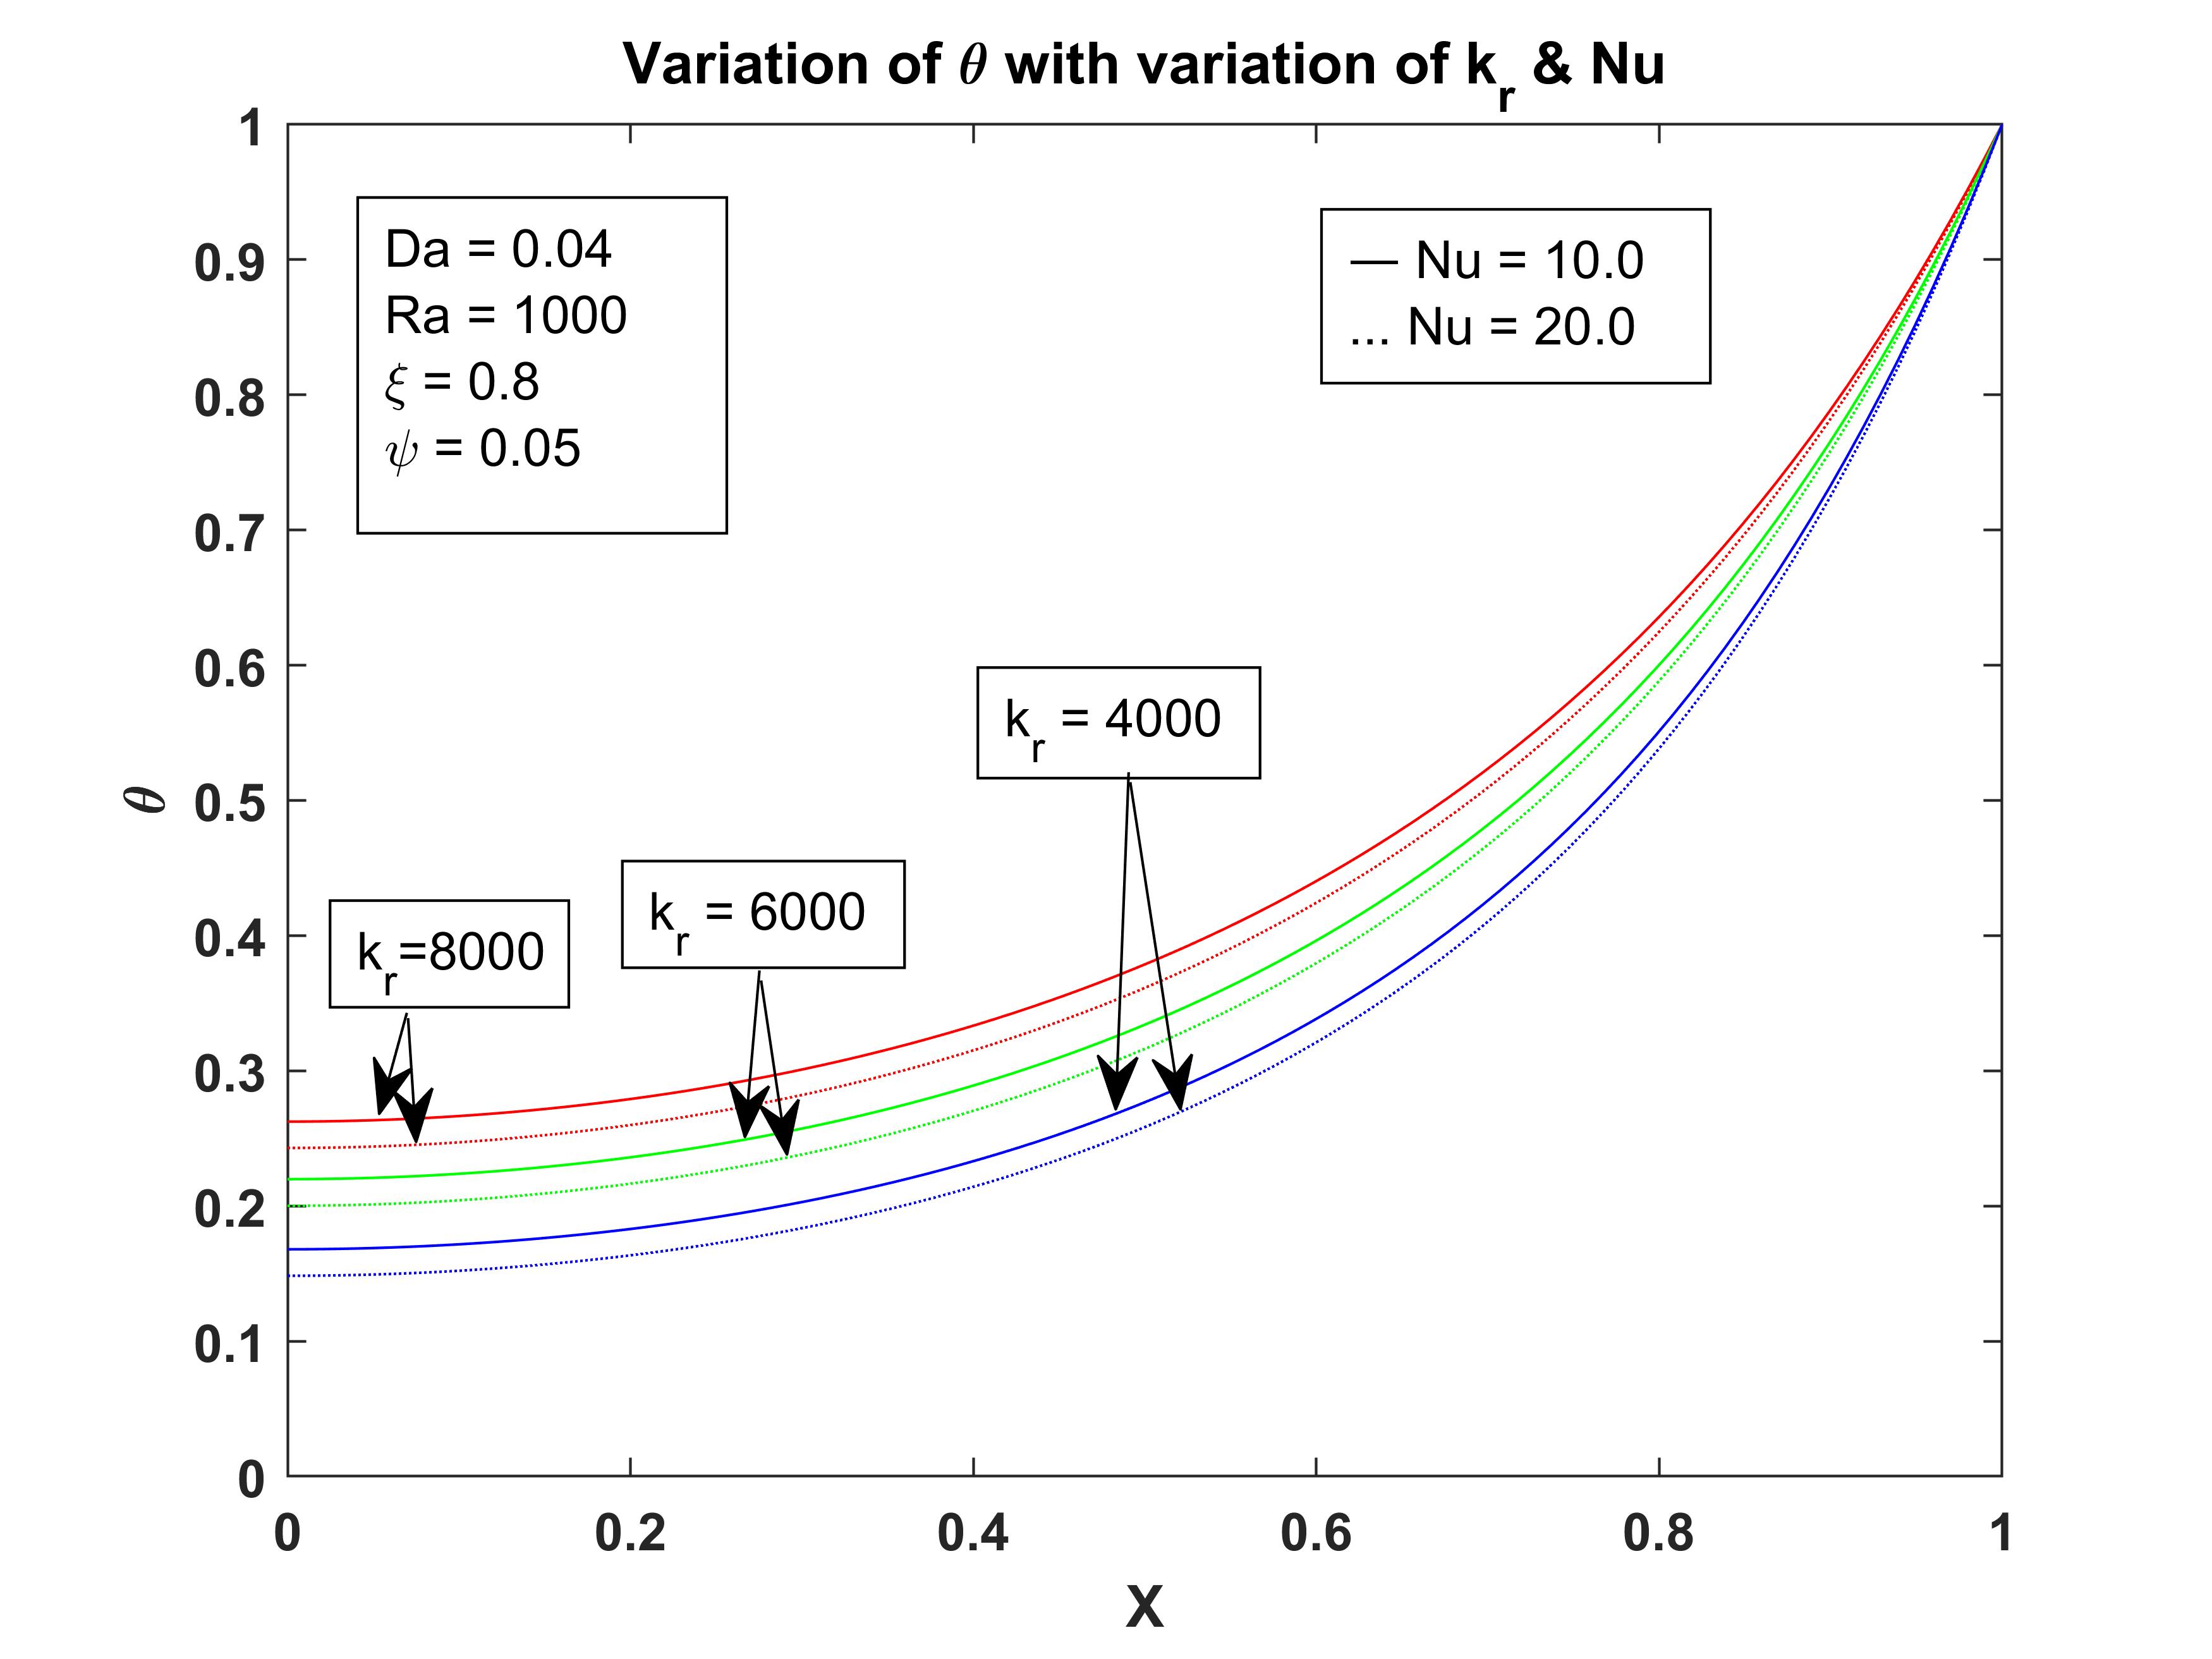 Variation of θ with variation of k_r & Nu
1
0.9
0.8
0.7
0.6
0.5
0.4
0.3
0.2
0.1
0
θ
Da = 0.04
Ra = 1000
ξ = 0.8
ψ = 0.05
— Nu = 10.0
... Nu = 20.0
k_r = 4000
k_r = 6000
k_r=8000
0
0.2
0.4
0.6
0.8
1
X